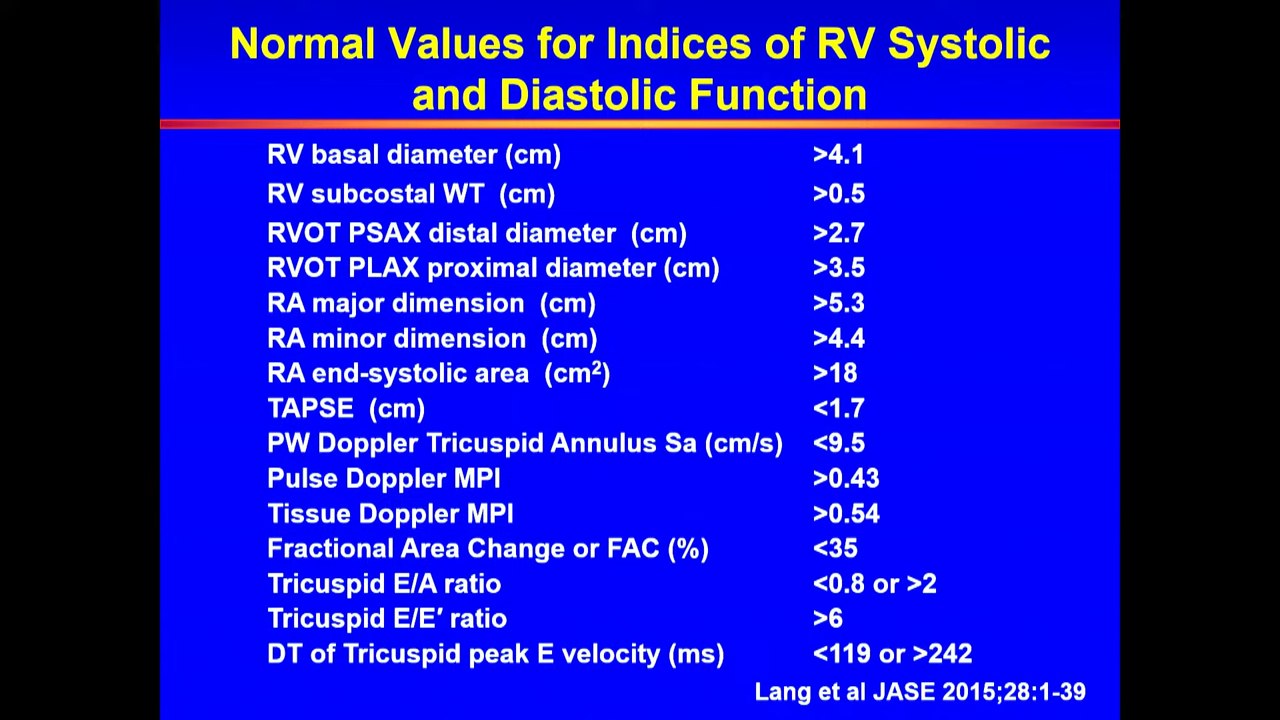 Normal Values for Indices of RV Systolic
and Diastolic Function
RV basal diameter (cm) >4.1
RV subcostal WT (cm) >0.5
RVOT PSAX distal diameter (cm) >2.7
RVOT PLAX proximal diameter (cm) >3.5
RA major dimension (cm) >5.3
RA minor dimension (cm) >4.4
RA end-systolic area (cm²) >18
TAPSE (cm) <1.7
PW Doppler Tricuspid Annulus Sa (cm/s) <9.5
Pulse Doppler MPI >0.43
Tissue Doppler MPI >0.54
Fractional Area Change or FAC (%) <35
Tricuspid E/A ratio <0.8 or >2
Tricuspid E/E′ ratio >6
DT of Tricuspid peak E velocity (ms) <119 or >242
Lang et al JASE 2015;28:1-39